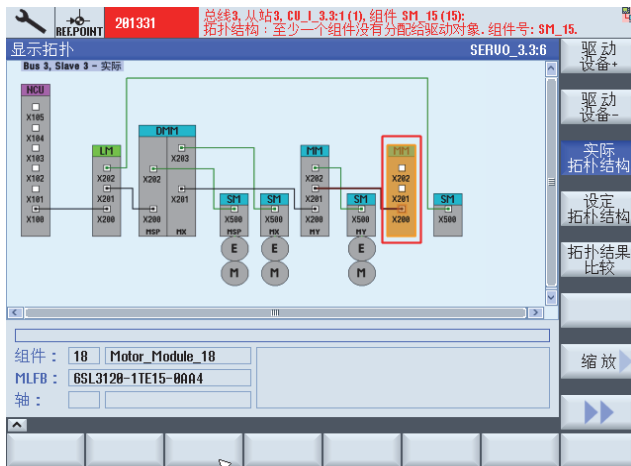 REF.POINT
201331
总线3, 从站3, CU_I_3.3:1 (1), 组件 SM_15 (15):
拓扑结构：至少一个组件没有分配给驱动对象. 组件号: SM_15.
显示拓扑
SERVO_3.3:6
Bus 3, Slave 3 - 实际
NCU
X105
X104
X103
X102
X101
X100
LM
X202
X201
X200
DMM
X203
X202
X201
X200
MSP
MX
SM
X500
MSP
E
M
SM
X500
MX
E
M
MM
X202
X201
X200
MY
SM
X500
MY
E
M
MM
X202
X201
X200
SM
X500
组件： 18 Motor_Module_18
MLFB： 6SL3120-1TE15-0AA4
轴：
驱动
设备+
驱动
设备-
实际
拓扑结构
设定
拓扑结构
拓扑结果
比较
缩放